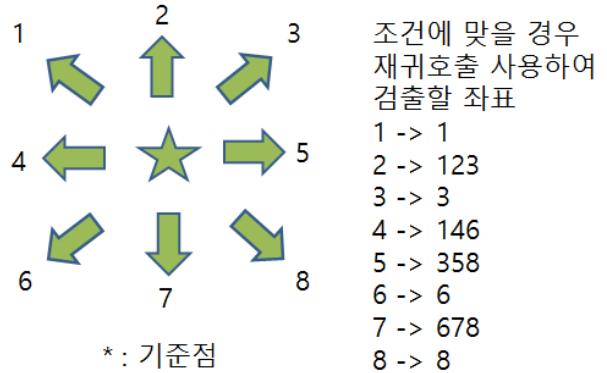 1 2 3
4 5
6 7 8
* : 기준점
조건에 맞을 경우
재귀호출 사용하여
검출할 좌표
1 -> 1
2 -> 123
3 -> 3
4 -> 146
5 -> 358
6 -> 6
7 -> 678
8 -> 8